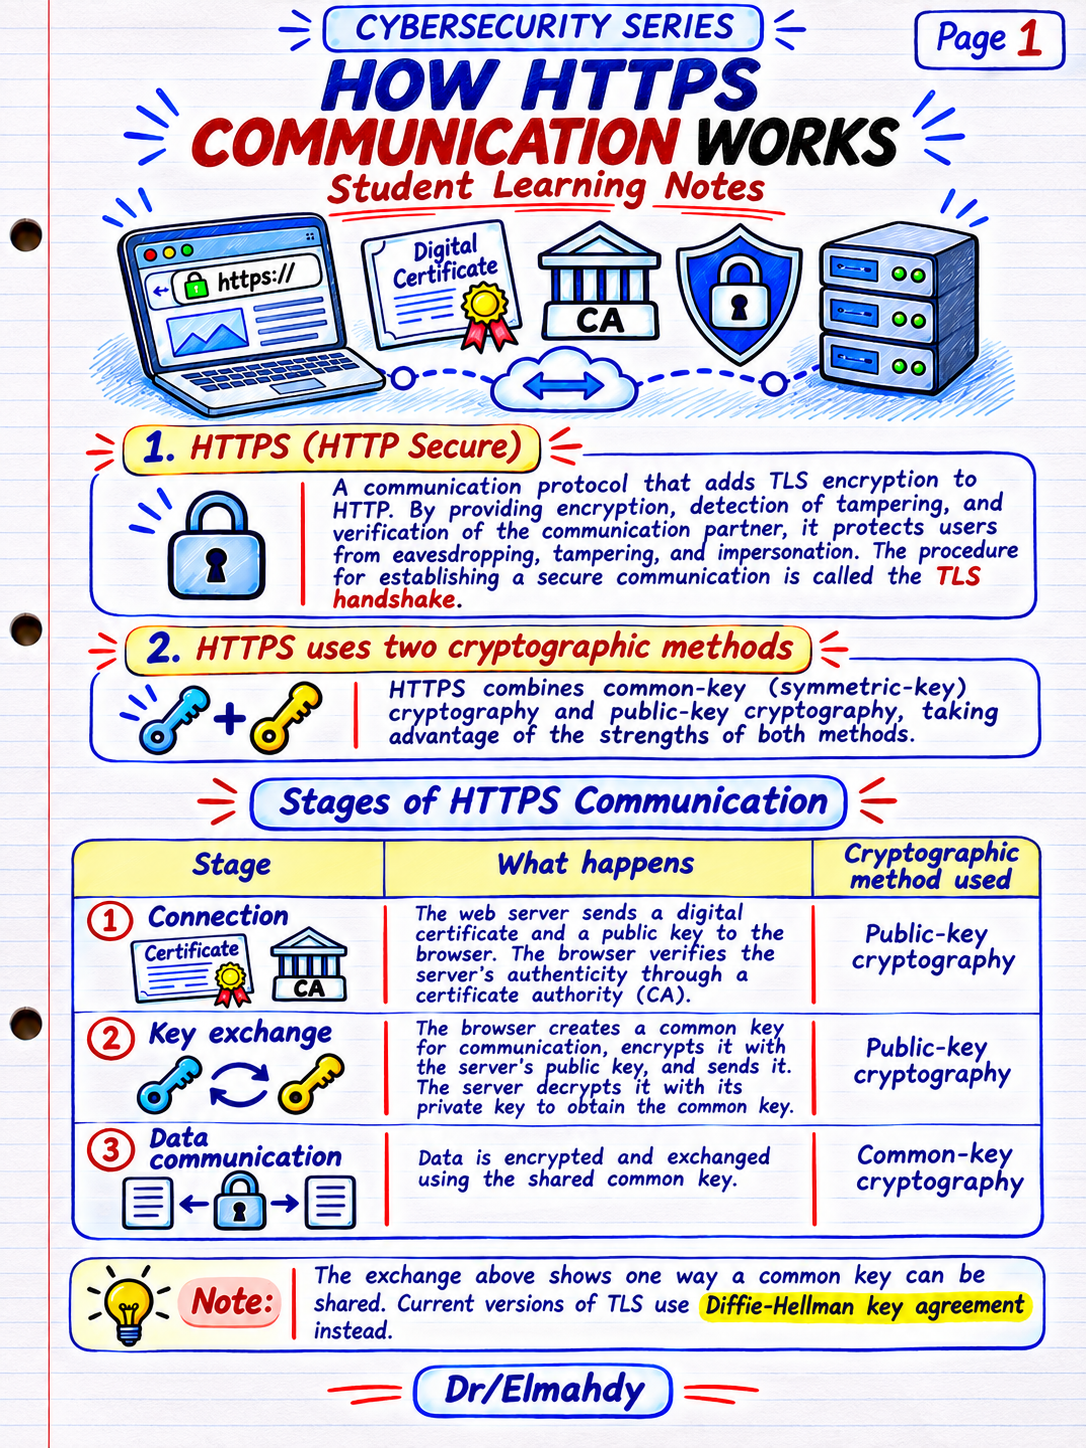 CYBERSECURITY SERIES
Page 1
HOW HTTPS
COMMUNICATION WORKS
Student Learning Notes
https://
Digital
Certificate
CA
1. HTTPS (HTTP Secure)
A communication protocol that adds TLS encryption to
HTTP. By providing encryption, detection of tampering, and
verification of the communication partner, it protects users
from eavesdropping, tampering, and impersonation. The procedure
for establishing a secure communication is called the TLS
handshake.
2. HTTPS uses two cryptographic methods
HTTPS combines common-key (symmetric-key)
cryptography and public-key cryptography, taking
advantage of the strengths of both methods.
Stages of HTTPS Communication
Stage
What happens
Cryptographic
method used
1 Connection
Certificate
CA
The web server sends a digital
certificate and a public key to the
browser. The browser verifies the
server's authenticity through a
certificate authority (CA).
Public-key
cryptography
2 Key exchange
The browser creates a common key
for communication, encrypts it with
the server's public key, and sends it.
The server decrypts it with its
private key to obtain the common key.
Public-key
cryptography
3 Data
communication
Data is encrypted and exchanged
using the shared common key.
Common-key
cryptography
Note:
The exchange above shows one way a common key can be
shared. Current versions of TLS use Diffie-Hellman key agreement
instead.
Dr/Elmahdy